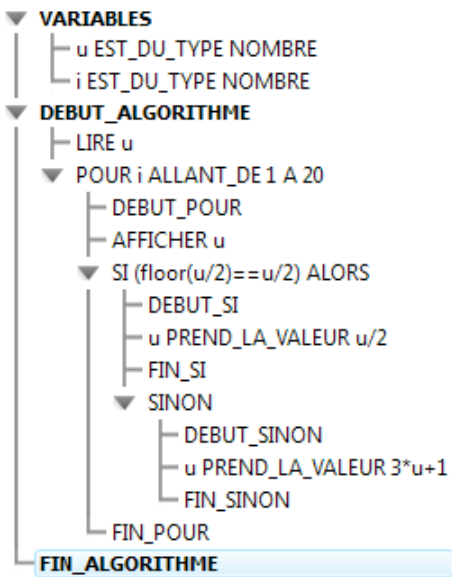 VARIABLES
u EST_DU_TYPE NOMBRE
i EST_DU_TYPE NOMBRE
DEBUT_ALGORITHME
LIRE u
POUR i ALLANT_DE 1 A 20
DEBUT_POUR
AFFICHER u
SI (floor(u/2)==u/2) ALORS
DEBUT_SI
u PREND_LA_VALEUR u/2
FIN_SI
SINON
DEBUT_SINON
u PREND_LA_VALEUR 3*u+1
FIN_SINON
FIN_POUR
FIN_ALGORITHME